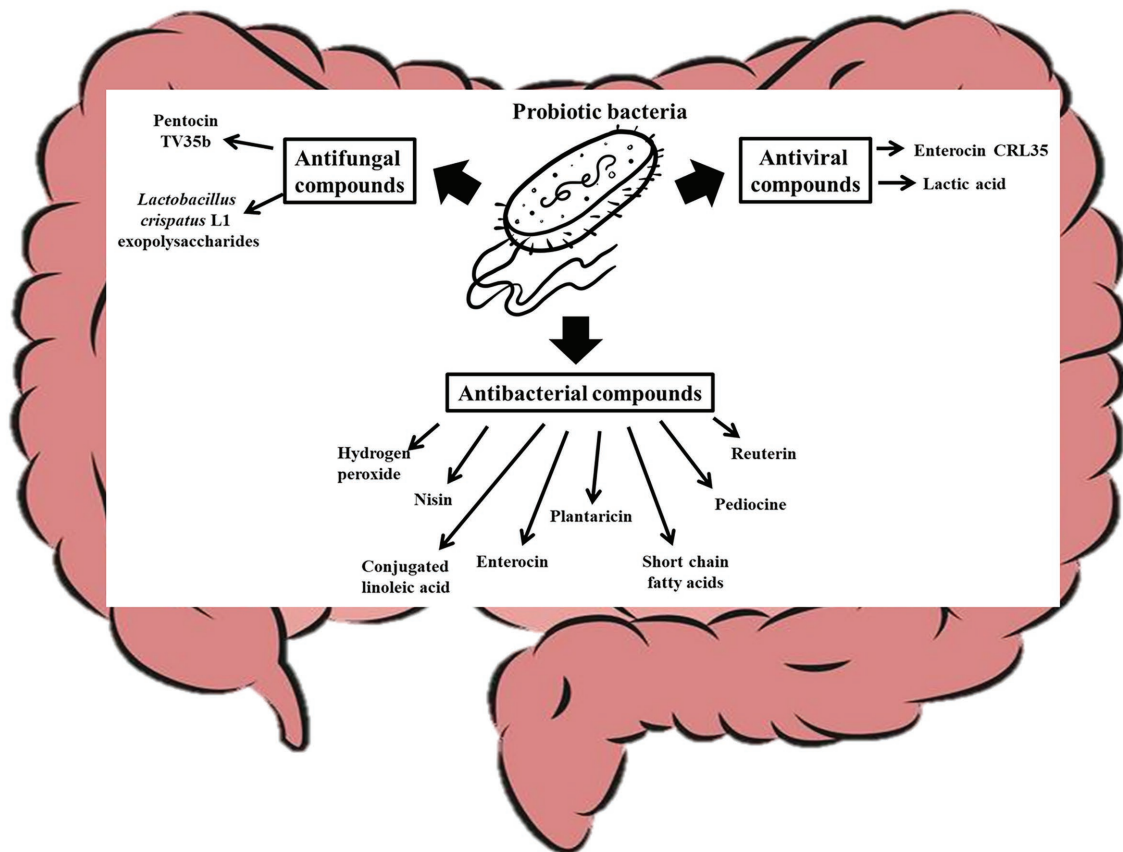 Probiotic bacteria
Antifungal
compounds
Pentocin
TV35b
Lactobacillus
crispatus L1
exopolysaccharides
Antiviral
compounds
Enterocin CRL35
Lactic acid
Antibacterial compounds
Hydrogen
peroxide
Nisin
Conjugated
linoleic acid
Enterocin
Plantaricin
Short chain
fatty acids
Pediocine
Reuterin